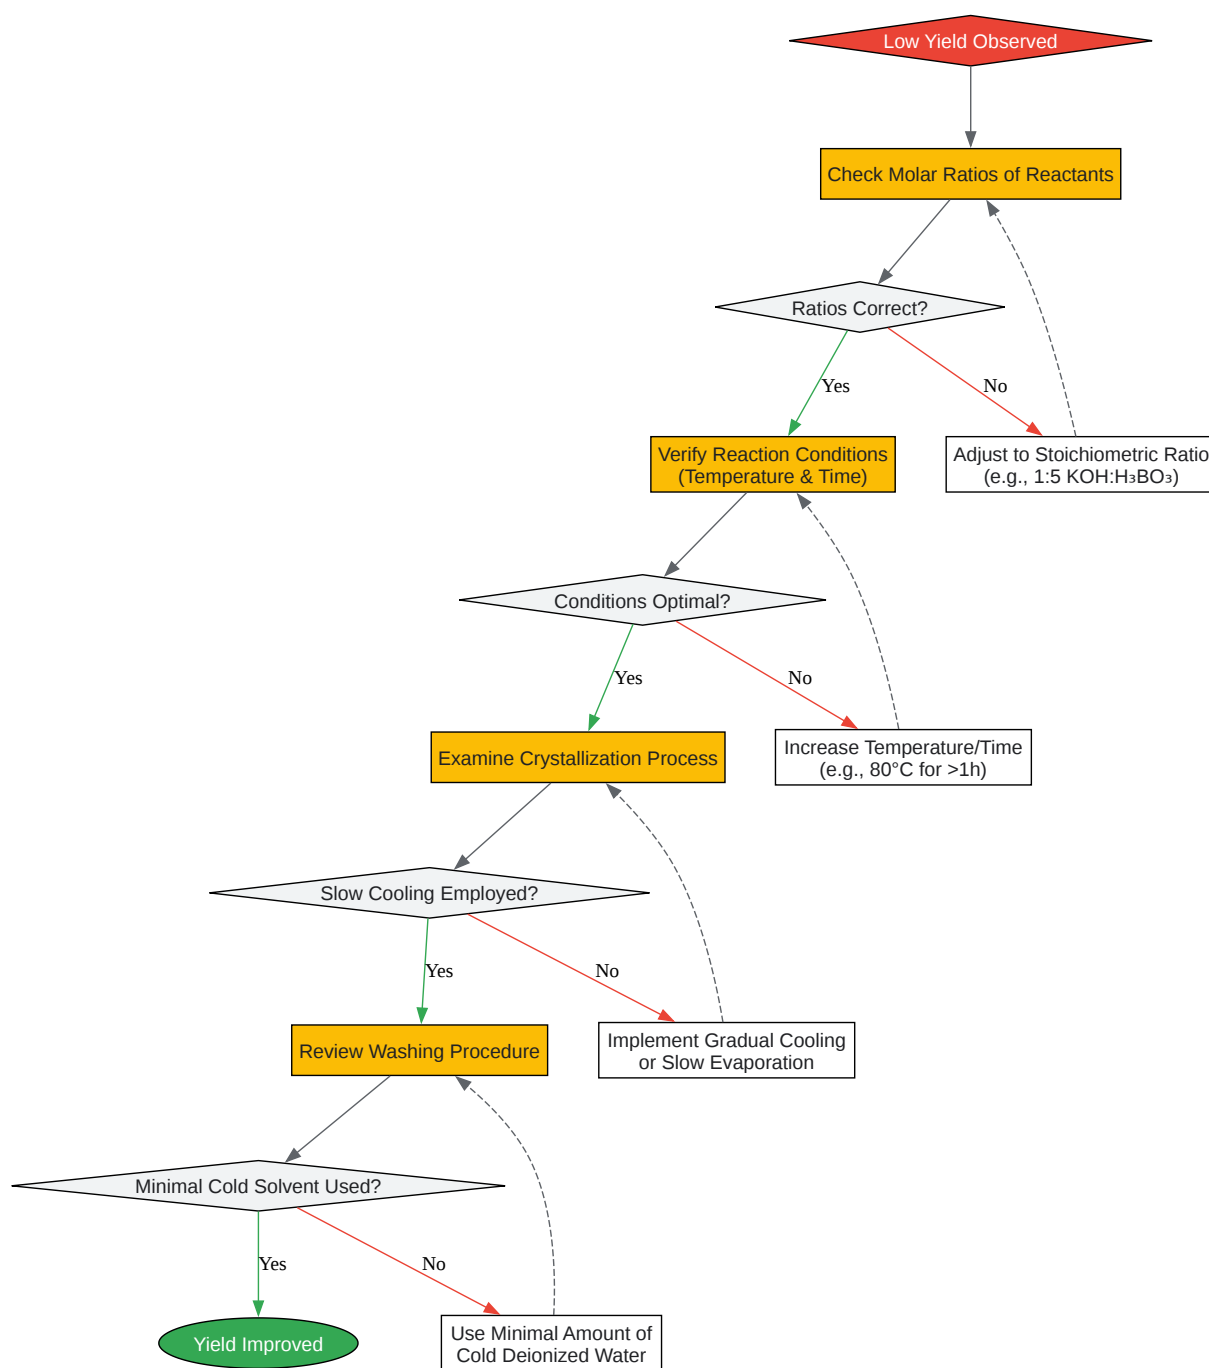 Low Yield Observed
Check Molar Ratios of Reactants
Ratios Correct?
Yes
No
Verify Reaction Conditions
(Temperature & Time)
Adjust to Stoichiometric Ratio
(e.g., 1:5 KOH:H₃BO₃)
Conditions Optimal?
Yes
No
Examine Crystallization Process
Increase Temperature/Time
(e.g., 80°C for >1h)
Slow Cooling Employed?
Yes
No
Review Washing Procedure
Implement Gradual Cooling
or Slow Evaporation
Minimal Cold Solvent Used?
Yes
No
Yield Improved
Use Minimal Amount of
Cold Deionized Water